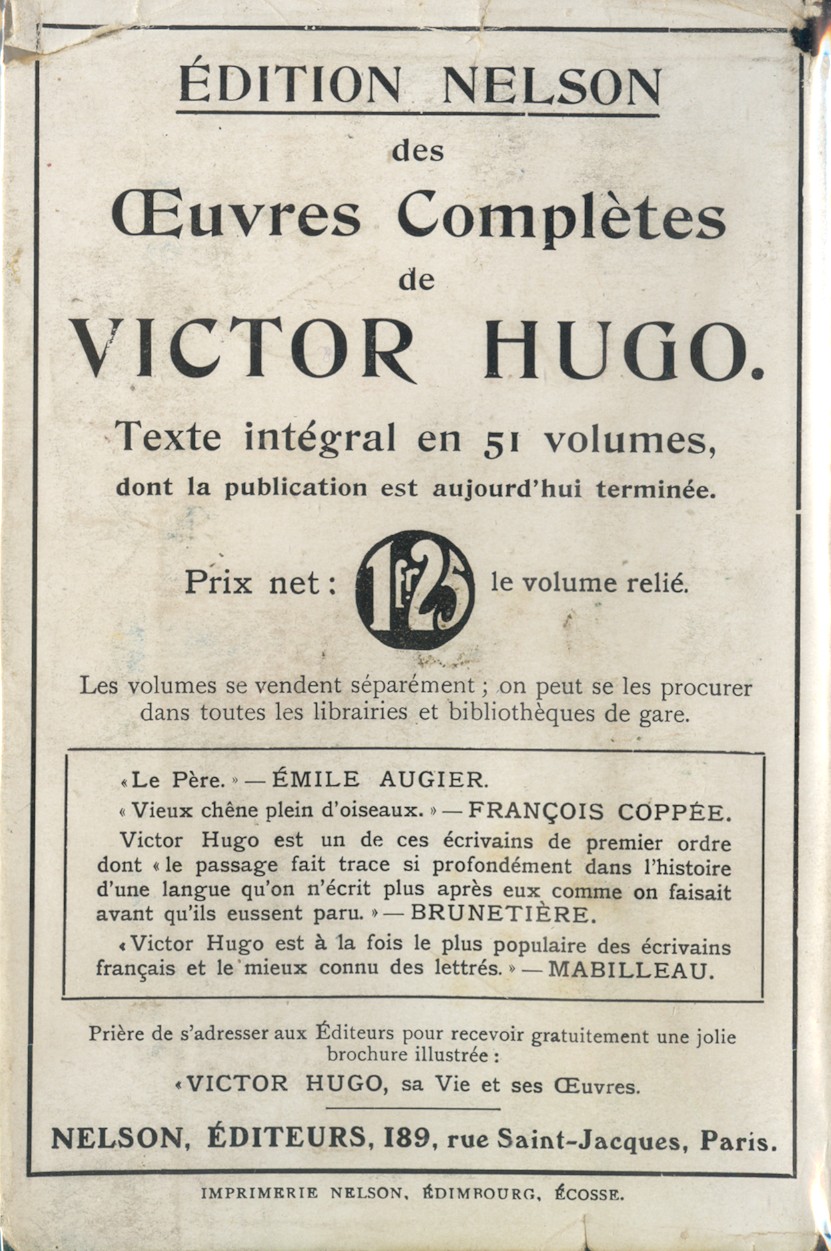 ÉDITION NELSON
des
Œuvres Complètes
de
VICTOR HUGO.
Texte intégral en 51 volumes,
dont la publication est aujourd'hui terminée.
Prix net : 1fr25 le volume relié.
Les volumes se vendent séparément ; on peut se les procurer
dans toutes les librairies et bibliothèques de gare.
« Le Père. » — ÉMILE AUGIER.
« Vieux chêne plein d'oiseaux. » — FRANÇOIS COPPÉE.
Victor Hugo est un de ces écrivains de premier ordre
dont « le passage fait trace si profondément dans l'histoire
d'une langue qu'on n'écrit plus après eux comme on faisait
avant qu'ils eussent paru. » — BRUNETIÈRE.
« Victor Hugo est à la fois le plus populaire des écrivains
français et le mieux connu des lettrés. » — MABILLEAU.
Prière de s'adresser aux Éditeurs pour recevoir gratuitement une jolie
brochure illustrée :
« VICTOR HUGO, sa Vie et ses Œuvres.
NELSON, ÉDITEURS, 189, rue Saint-Jacques, Paris.
IMPRIMERIE NELSON, ÉDIMBOURG, ÉCOSSE.